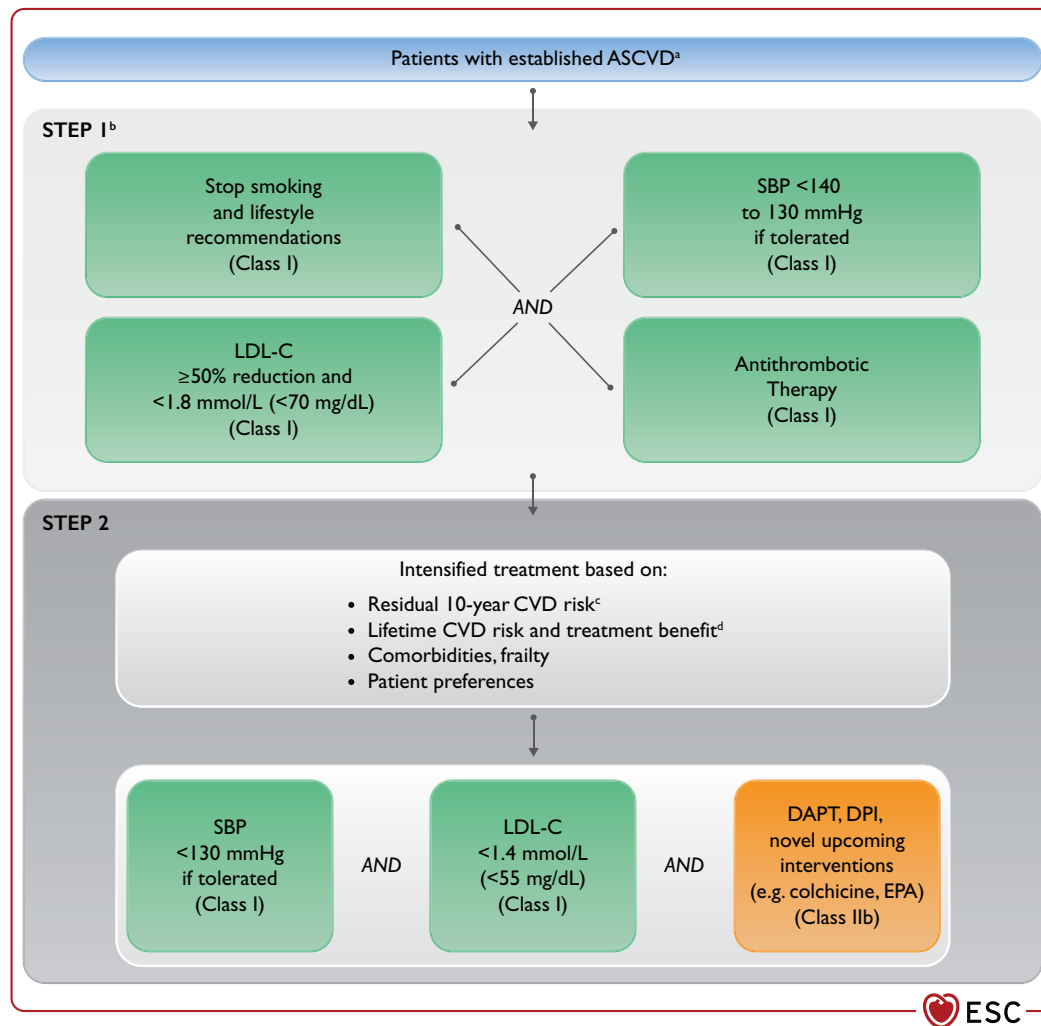 Patients with established ASCVDᵃ
STEP 1ᵇ
Stop smoking
and lifestyle
recommendations
(Class I)
SBP <140
to 130 mmHg
if tolerated
(Class I)
AND
LDL-C
≥50% reduction and
<1.8 mmol/L (<70 mg/dL)
(Class I)
Antithrombotic
Therapy
(Class I)
STEP 2
Intensified treatment based on:
• Residual 10-year CVD riskᶜ
• Lifetime CVD risk and treatment benefitᵈ
• Comorbidities, frailty
• Patient preferences
SBP
<130 mmHg
if tolerated
(Class I)
AND
LDL-C
<1.4 mmol/L
(<55 mg/dL)
(Class I)
AND
DAPT, DPI,
novel upcoming
interventions
(e.g. colchicine, EPA)
(Class IIb)
ESC